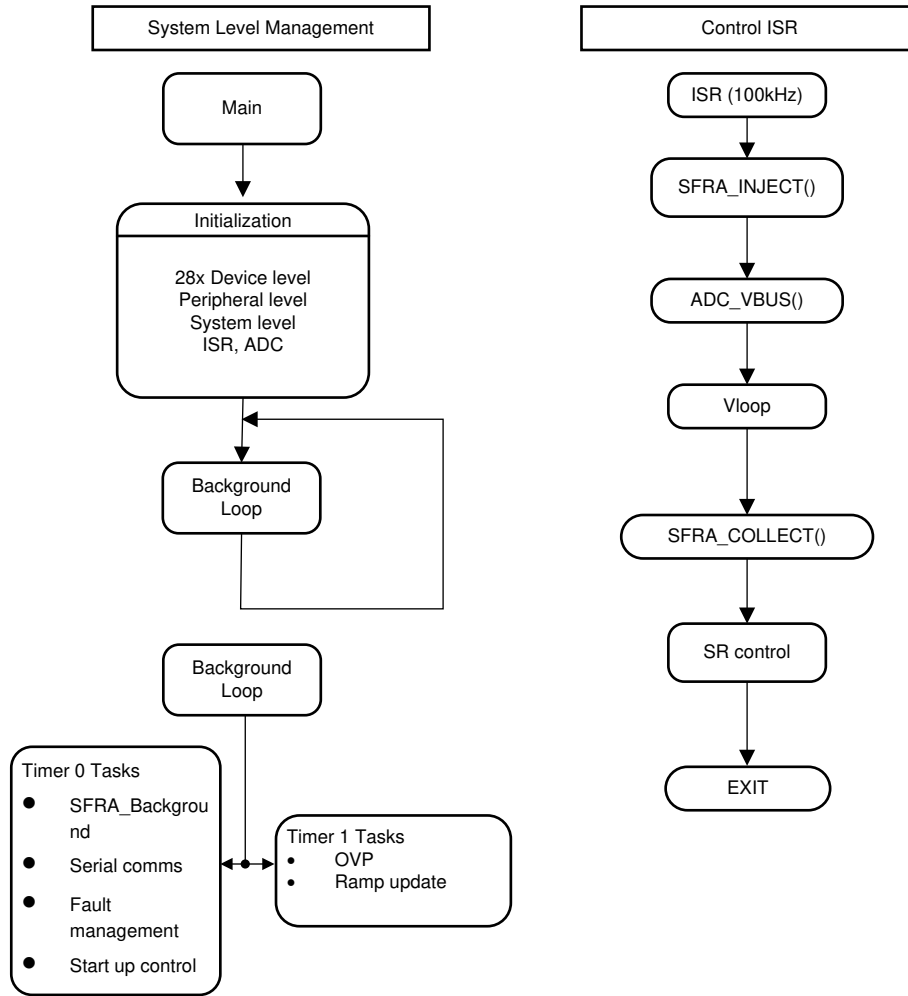 System Level Management
Main
Initialization
28x Device level
Peripheral level
System level
ISR, ADC
Background
Loop
Background
Loop
Timer 0 Tasks
● SFRA_Backgrou
nd
● Serial comms
● Fault
management
● Start up control
Timer 1 Tasks
• OVP
• Ramp update
Control ISR
ISR (100kHz)
SFRA_INJECT()
ADC_VBUS()
Vloop
SFRA_COLLECT()
SR control
EXIT